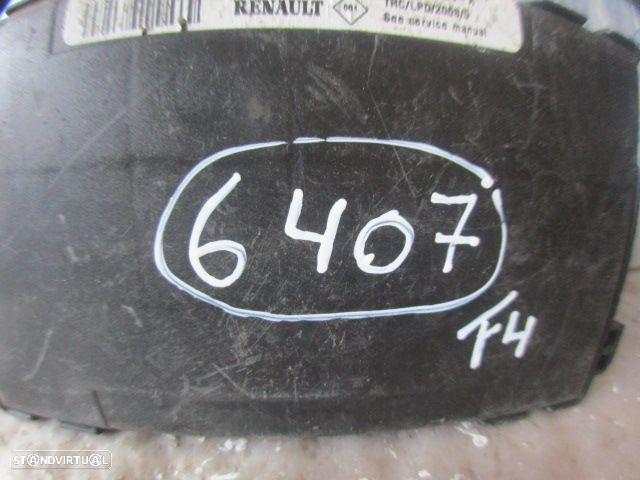 RENAULT
TRC/LPD/2008/5
See service manual
6407
F4
STANDVIRTUAL